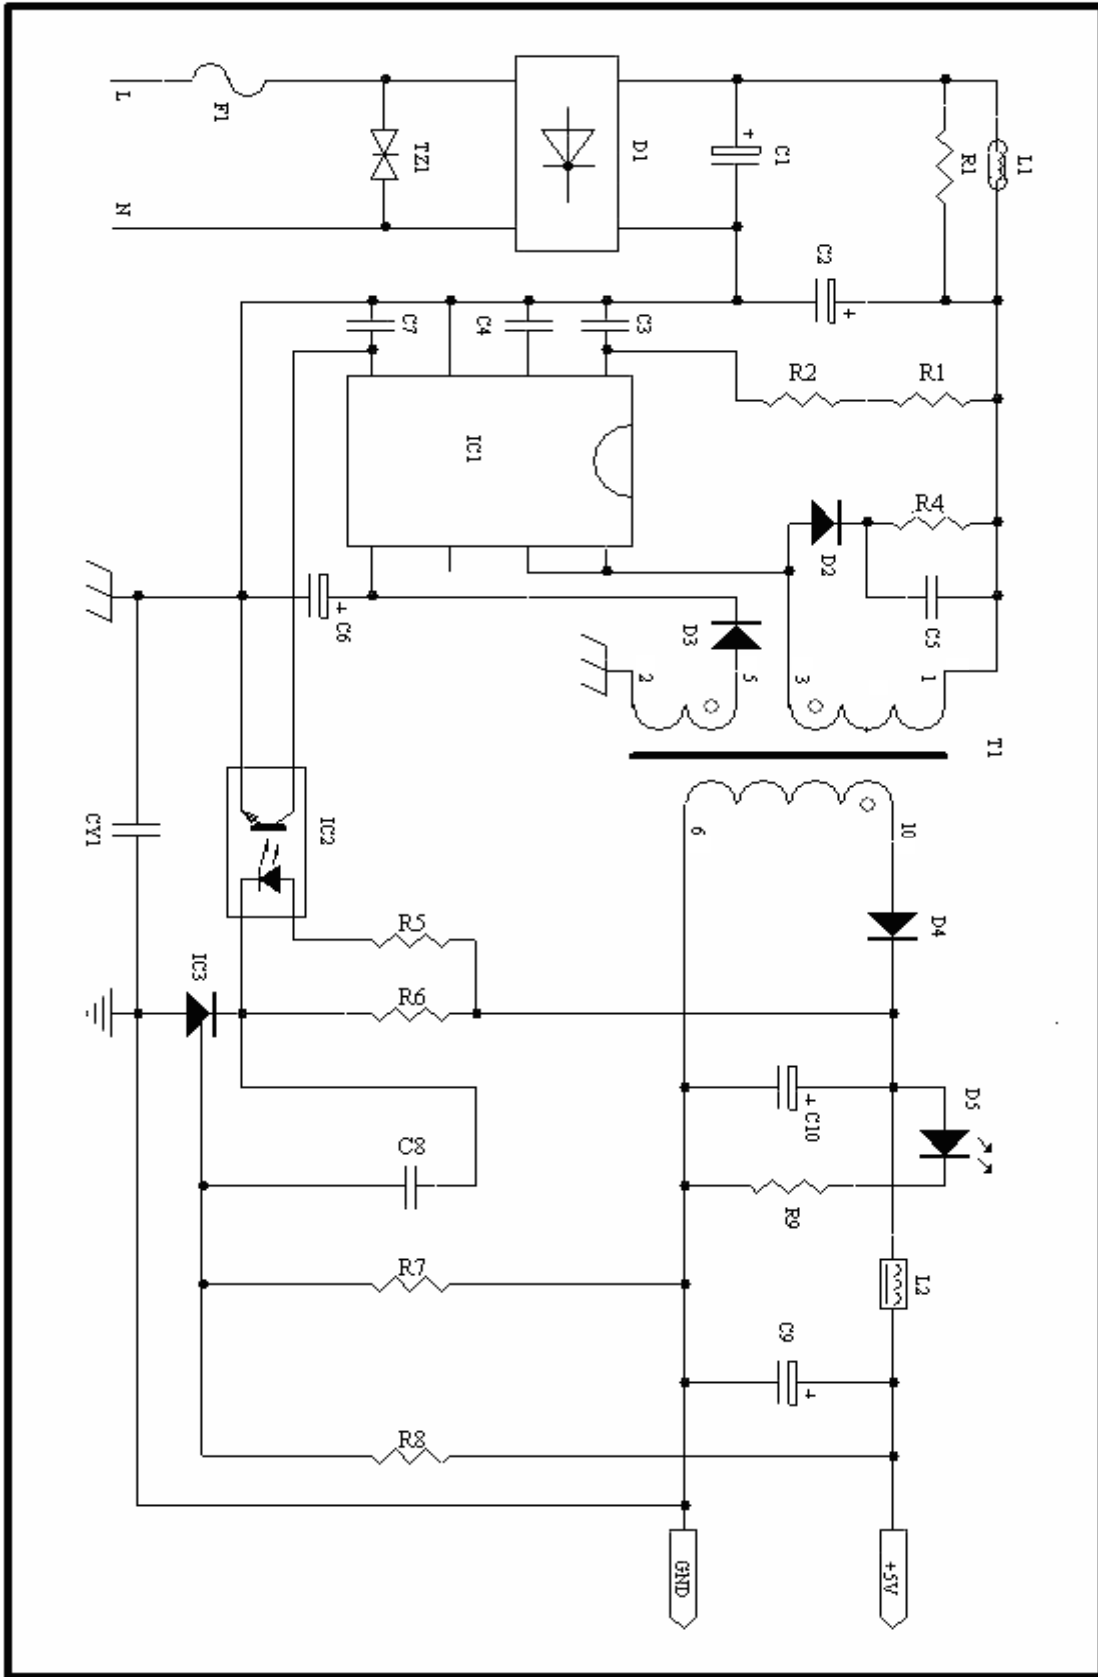 L
F1
N
TZ1
D1
C1
R1
L1
C2
+
+
C7
C4
C3
R2
R1
IC1
R4
D2
C5
+
C6
D3
2
5
3
1
T1
CY1
IC2
6
10
R5
D4
IC3
R6
+
C10
D5
C8
R9
R7
L2
C9
+
R8
GND
+5V